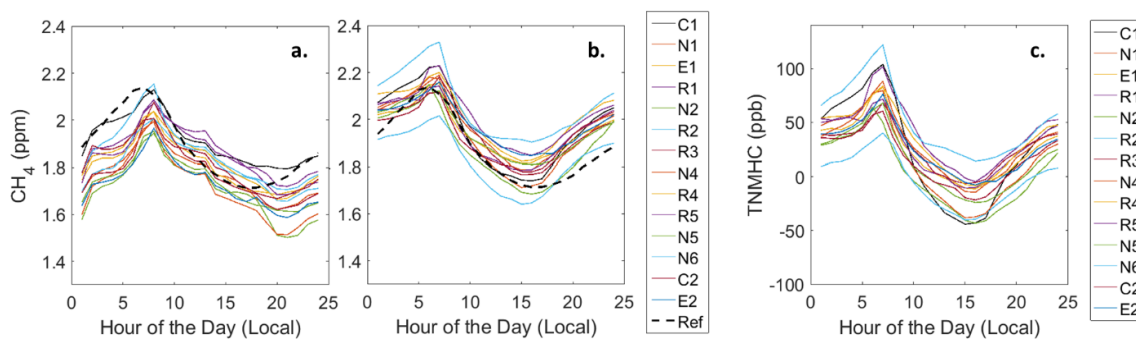 a.
CH4 (ppm)
2.4
2.2
2
1.8
1.6
1.4
0 5 10 15 20 25
Hour of the Day (Local)
b.
2.4
2.2
2
1.8
1.6
1.4
0 5 10 15 20 25
Hour of the Day (Local)
C1
N1
E1
R1
N2
R2
R3
N4
R4
R5
N5
N6
C2
E2
Ref
c.
TNMHC (ppb)
100
50
0
-50
-100
0 5 10 15 20 25
Hour of the Day (Local)
C1
N1
E1
R1
N2
R2
R3
N4
R4
R5
N5
N6
C2
E2